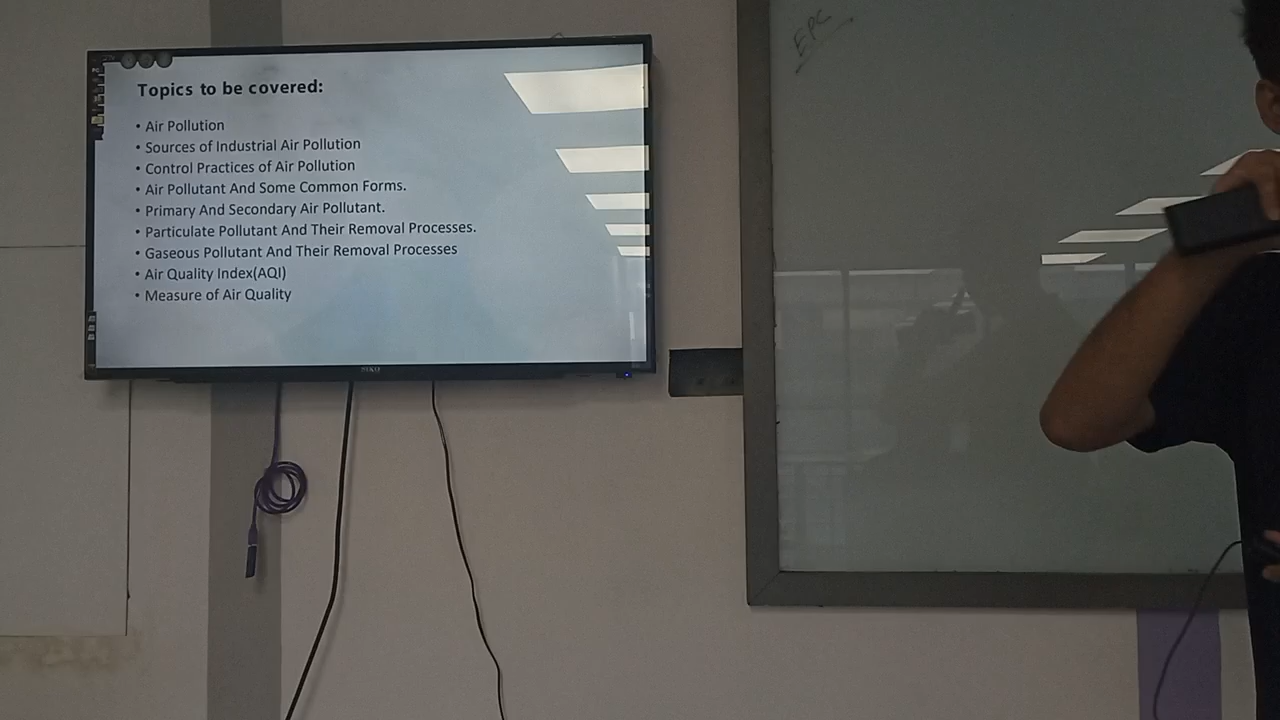 Topics to be covered:
• Air Pollution
• Sources of Industrial Air Pollution
• Control Practices of Air Pollution
• Air Pollutant And Some Common Forms.
• Primary And Secondary Air Pollutant.
• Particulate Pollutant And Their Removal Processes.
• Gaseous Pollutant And Their Removal Processes
• Air Quality Index(AQI)
• Measure of Air Quality
EPC